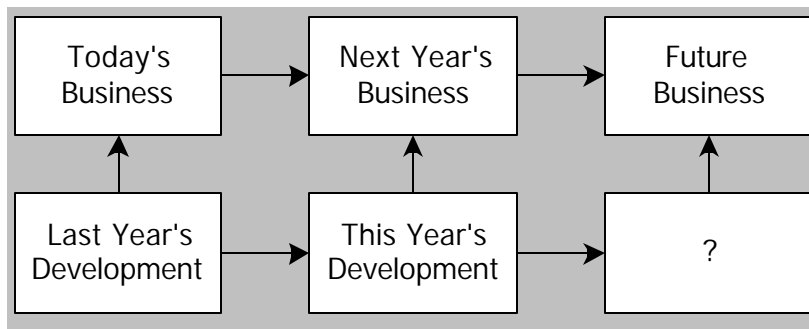 Today's
Business
Next Year's
Business
Future
Business
Last Year's
Development
This Year's
Development
?